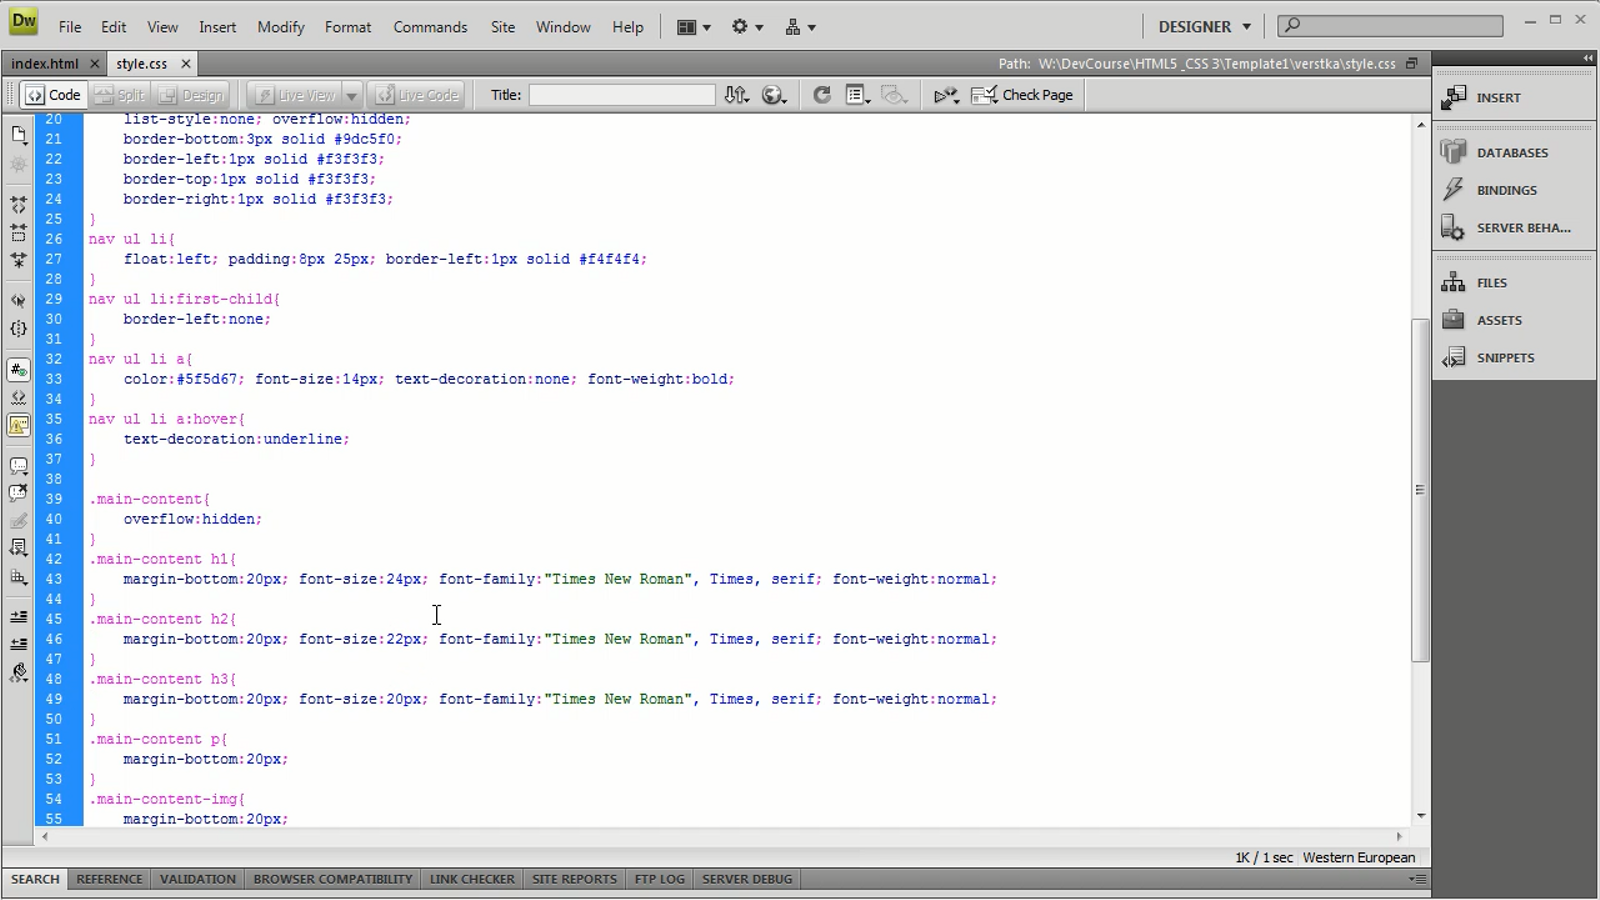 Dw File Edit View Insert Modify Format Commands Site Window Help DESIGNER
index.html style.css Path: W:\DevCourse\HTML5 _CSS 3\Template1\verstka\style.css
Code Split Design Live View Live Code Title: Check Page
20 list-style:none; overflow:hidden;
21 border-bottom:3px solid #9dc5f0;
22 border-left:1px solid #f3f3f3;
23 border-top:1px solid #f3f3f3;
24 border-right:1px solid #f3f3f3;
25 }
26 nav ul li{
27 float:left; padding:8px 25px; border-left:1px solid #f4f4f4;
28 }
29 nav ul li:first-child{
30 border-left:none;
31 }
32 nav ul li a{
33 color:#5f5d67; font-size:14px; text-decoration:none; font-weight:bold;
34 }
35 nav ul li a:hover{
36 text-decoration:underline;
37 }
38
39 .main-content{
40 overflow:hidden;
41 }
42 .main-content h1{
43 margin-bottom:20px; font-size:24px; font-family:"Times New Roman", Times, serif; font-weight:normal;
44 }
45 .main-content h2{
46 margin-bottom:20px; font-size:22px; font-family:"Times New Roman", Times, serif; font-weight:normal;
47 }
48 .main-content h3{
49 margin-bottom:20px; font-size:20px; font-family:"Times New Roman", Times, serif; font-weight:normal;
50 }
51 .main-content p{
52 margin-bottom:20px;
53 }
54 .main-content-img{
55 margin-bottom:20px;
INSERT
DATABASES
BINDINGS
SERVER BEHA...
FILES
ASSETS
SNIPPETS
1K / 1 sec Western European
SEARCH REFERENCE VALIDATION BROWSER COMPATIBILITY LINK CHECKER SITE REPORTS FTP LOG SERVER DEBUG